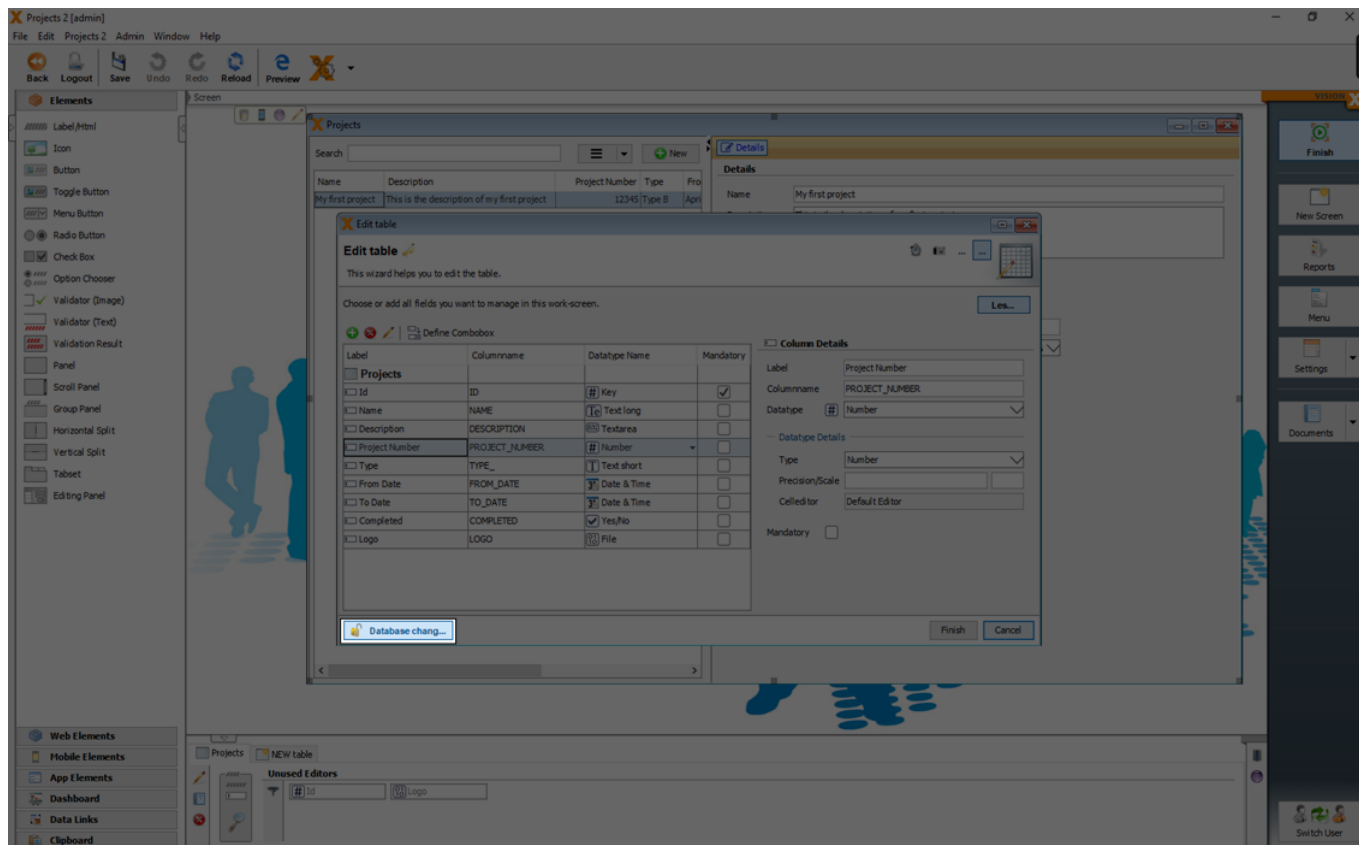 Projects 2 [admin]
File Edit Projects 2 Admin Window Help
Back Logout Save Undo Redo Reload Preview
Elements
Label/Html
Icon
Button
Toggle Button
Menu Button
Radio Button
Check Box
Option Chooser
Validator (Image)
Validator (Text)
Validation Result
Panel
Scroll Panel
Group Panel
Horizontal Split
Vertical Split
Tabset
Editing Panel
Web Elements
Mobile Elements
App Elements
Dashboard
Data Links
Clipboard
Screen
Projects
Search
New
Name Description Project Number Type Fro
My first project This is the description of my first project 12345 Type B Apri
Details
Details
Name My first project
Edit table
Edit table
This wizard helps you to edit the table.
... ...
Choose or add all fields you want to manage in this work-screen.
Les...
Define Combobox
Label Columnname Datatype Name Mandatory
Projects
Id ID # Key
Name NAME Te Text long
Description DESCRIPTION Textarea
Project Number PROJECT_NUMBER # Number
Type TYPE_ T Text short
From Date FROM_DATE Date & Time
To Date TO_DATE Date & Time
Completed COMPLETED Yes/No
Logo LOGO File
Column Details
Label Project Number
Columnname PROJECT_NUMBER
Datatype # Number
Datatype Details
Type Number
Precision/Scale
Celleditor Default Editor
Mandatory
Database chang...
Finish Cancel
Projects NEW table
Unused Editors
# Id Logo
VISION X
Finish
New Screen
Reports
Menu
Settings
Documents
Switch User